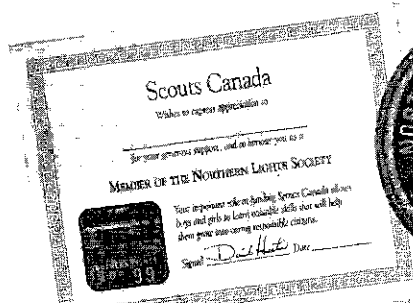 Scouts Canada
Wishes to express appreciation to
for your generous support, and to honour you as a
MEMBER OF THE NORTHERN LIGHTS SOCIETY
Your important role in funding Scouts Canada allows
boys and girls to learn valuable skills that will help
them grow into caring responsible citizens.
Signed
Date